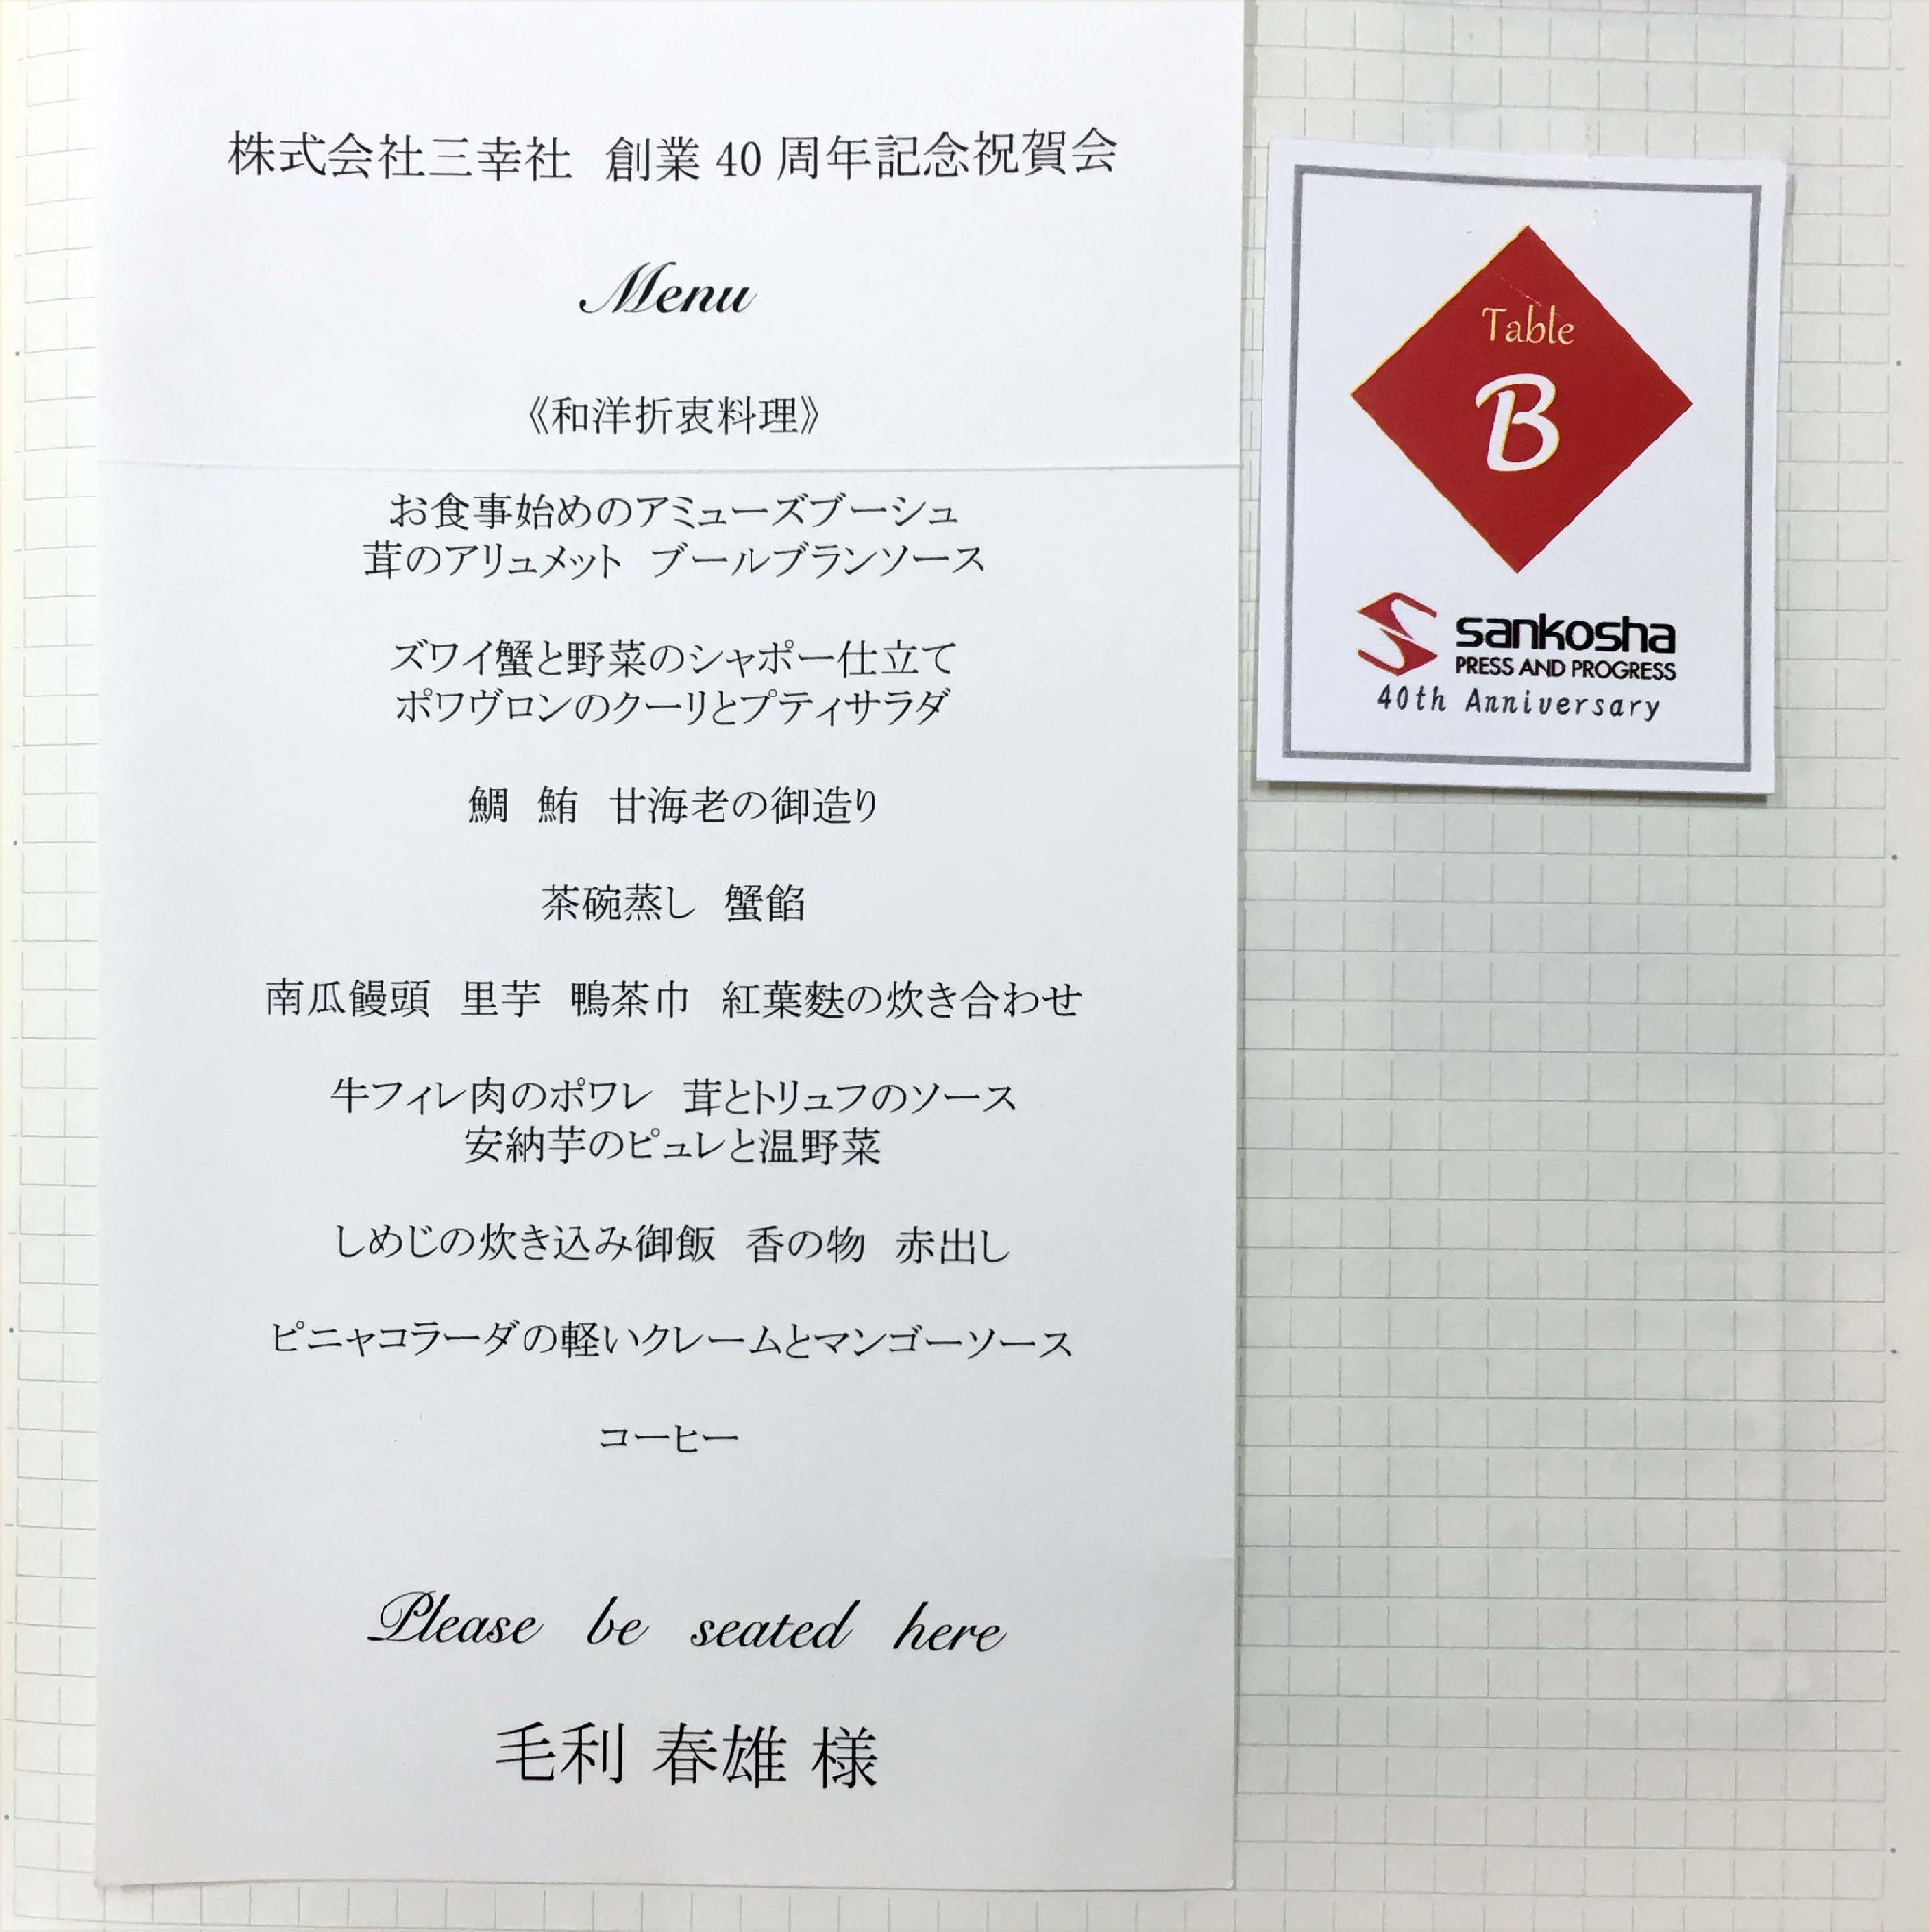 株式会社三幸社　創業 40 周年記念祝賀会
Menu
《和洋折衷料理》
お食事始めのアミューズブーシュ
茸のアリュメット　ブールブランソース
ズワイ蟹と野菜のシャポー仕立て
ポワヴロンのクーリとプティサラダ
鯛　鮪　甘海老の御造り
茶碗蒸し　蟹餡
南瓜饅頭　里芋　鴨茶巾　紅葉麩の炊き合わせ
牛フィレ肉のポワレ　茸とトリュフのソース
安納芋のピュレと温野菜
しめじの炊き込み御飯　香の物　赤出し
ピニャコラーダの軽いクレームとマンゴーソース
コーヒー
Please be seated here
毛利 春雄 様
Table
B
sankosha
PRESS AND PROGRESS
40th Anniversary